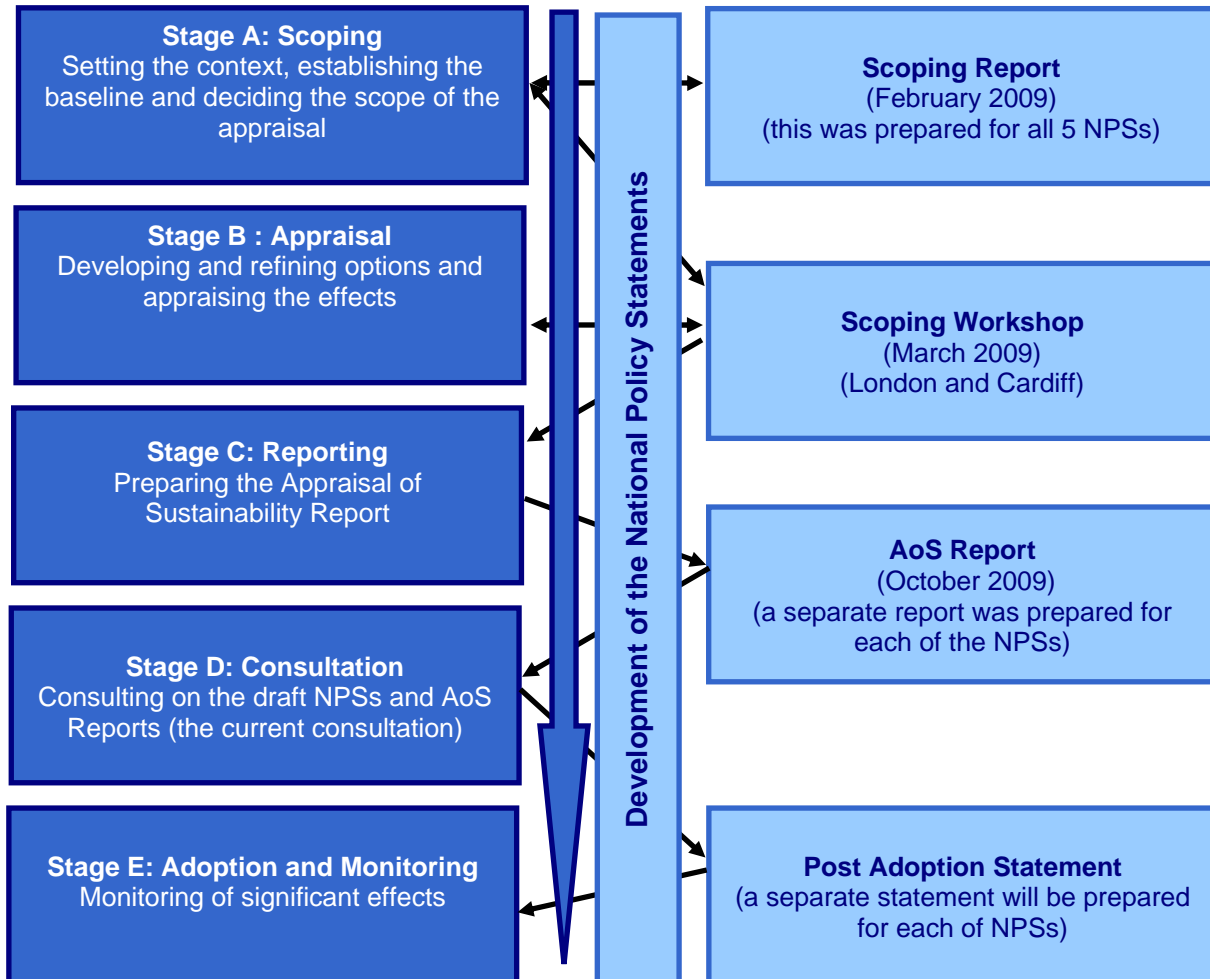 Stage A: Scoping
Setting the context, establishing the
baseline and deciding the scope of the
appraisal
Scoping Report
(February 2009)
(this was prepared for all 5 NPSs)
Stage B : Appraisal
Developing and refining options and
appraising the effects
Scoping Workshop
(March 2009)
(London and Cardiff)
Development of the National Policy Statements
Stage C: Reporting
Preparing the Appraisal of
Sustainability Report
AoS Report
(October 2009)
(a separate report was prepared for
each of the NPSs)
Stage D: Consultation
Consulting on the draft NPSs and AoS
Reports (the current consultation)
Stage E: Adoption and Monitoring
Monitoring of significant effects
Post Adoption Statement
(a separate statement will be prepared
for each of NPSs)